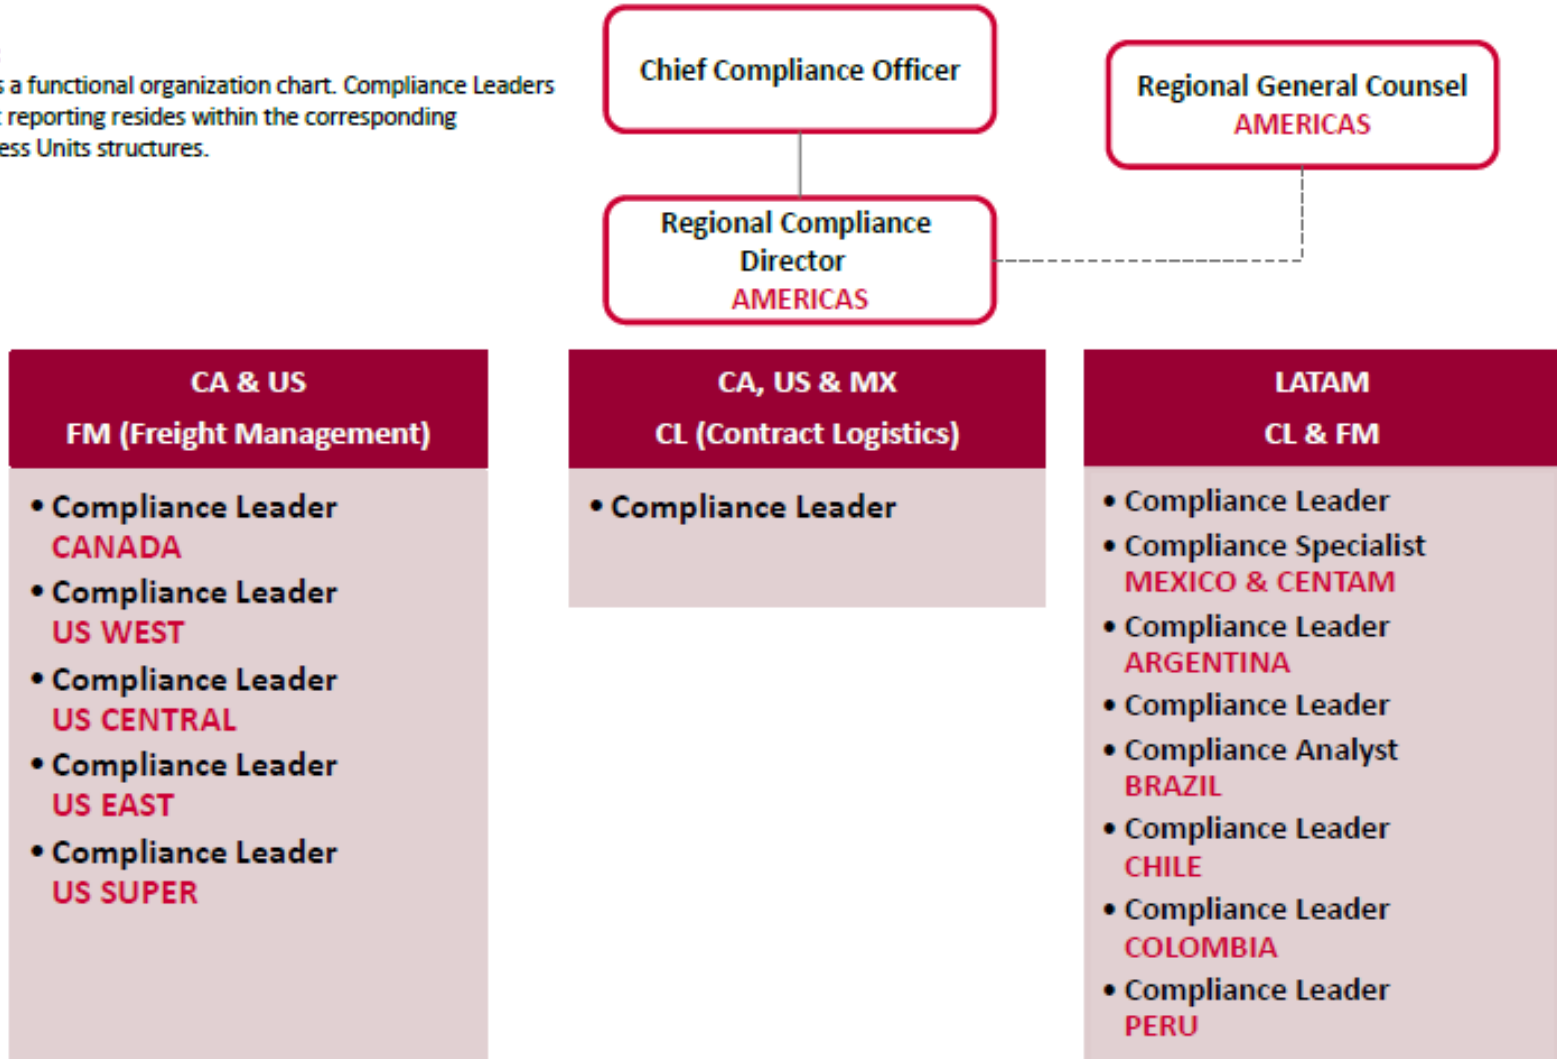 s a functional organization chart. Compliance Leaders
reporting resides within the corresponding
ess Units structures.
Chief Compliance Officer
Regional General Counsel
AMERICAS
Regional Compliance
Director
AMERICAS
CA & US
FM (Freight Management)
• Compliance Leader
CANADA
• Compliance Leader
US WEST
• Compliance Leader
US CENTRAL
• Compliance Leader
US EAST
• Compliance Leader
US SUPER
CA, US & MX
CL (Contract Logistics)
• Compliance Leader
LATAM
CL & FM
• Compliance Leader
• Compliance Specialist
MEXICO & CENTAM
• Compliance Leader
ARGENTINA
• Compliance Leader
• Compliance Analyst
BRAZIL
• Compliance Leader
CHILE
• Compliance Leader
COLOMBIA
• Compliance Leader
PERU